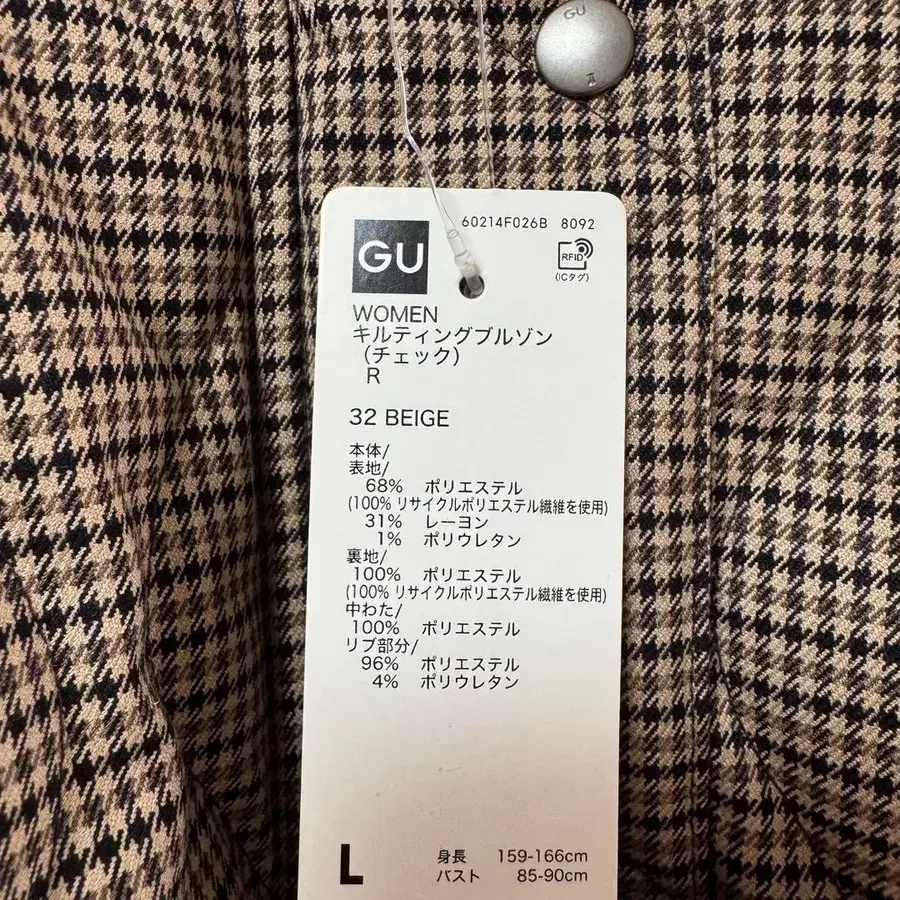 GU
60214F026B 8092
GU
RFID
(ICタグ)
WOMEN
キルティングブルゾン
(チェック)
R
32 BEIGE
本体/
表地/
68% ポリエステル
(100% リサイクルポリエステル繊維を使用)
31% レーヨン
1% ポリウレタン
裏地/
100% ポリエステル
(100% リサイクルポリエステル繊維を使用)
中わた/
100% ポリエステル
リブ部分/
96% ポリエステル
4% ポリウレタン
L
身長 159-166cm
バスト 85-90cm